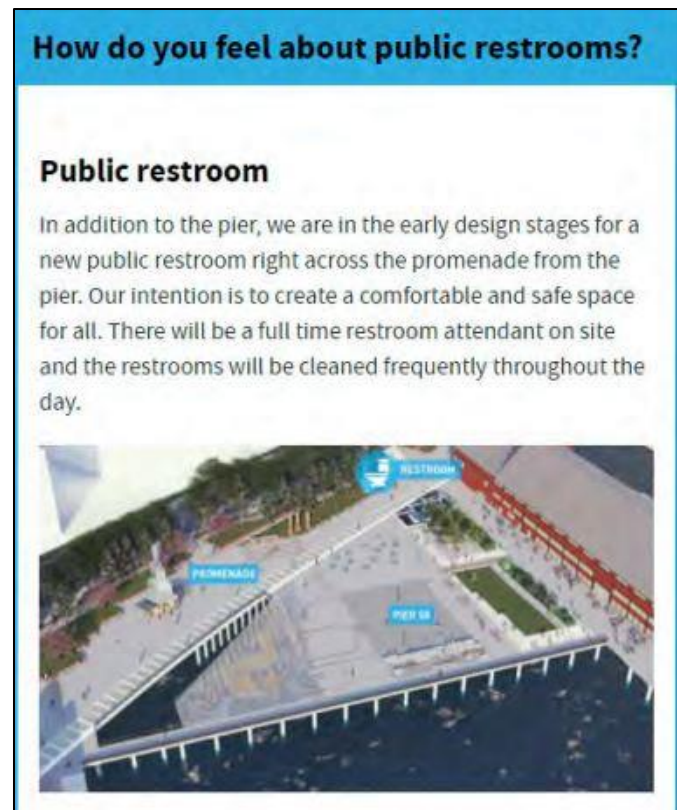 How do you feel about public restrooms?
Public restroom
In addition to the pier, we are in the early design stages for a
new public restroom right across the promenade from the
pier. Our intention is to create a comfortable and safe space
for all. There will be a full time restroom attendant on site
and the restrooms will be cleaned frequently throughout the
day.
RESTROOM
PROMENADE
PIER 58